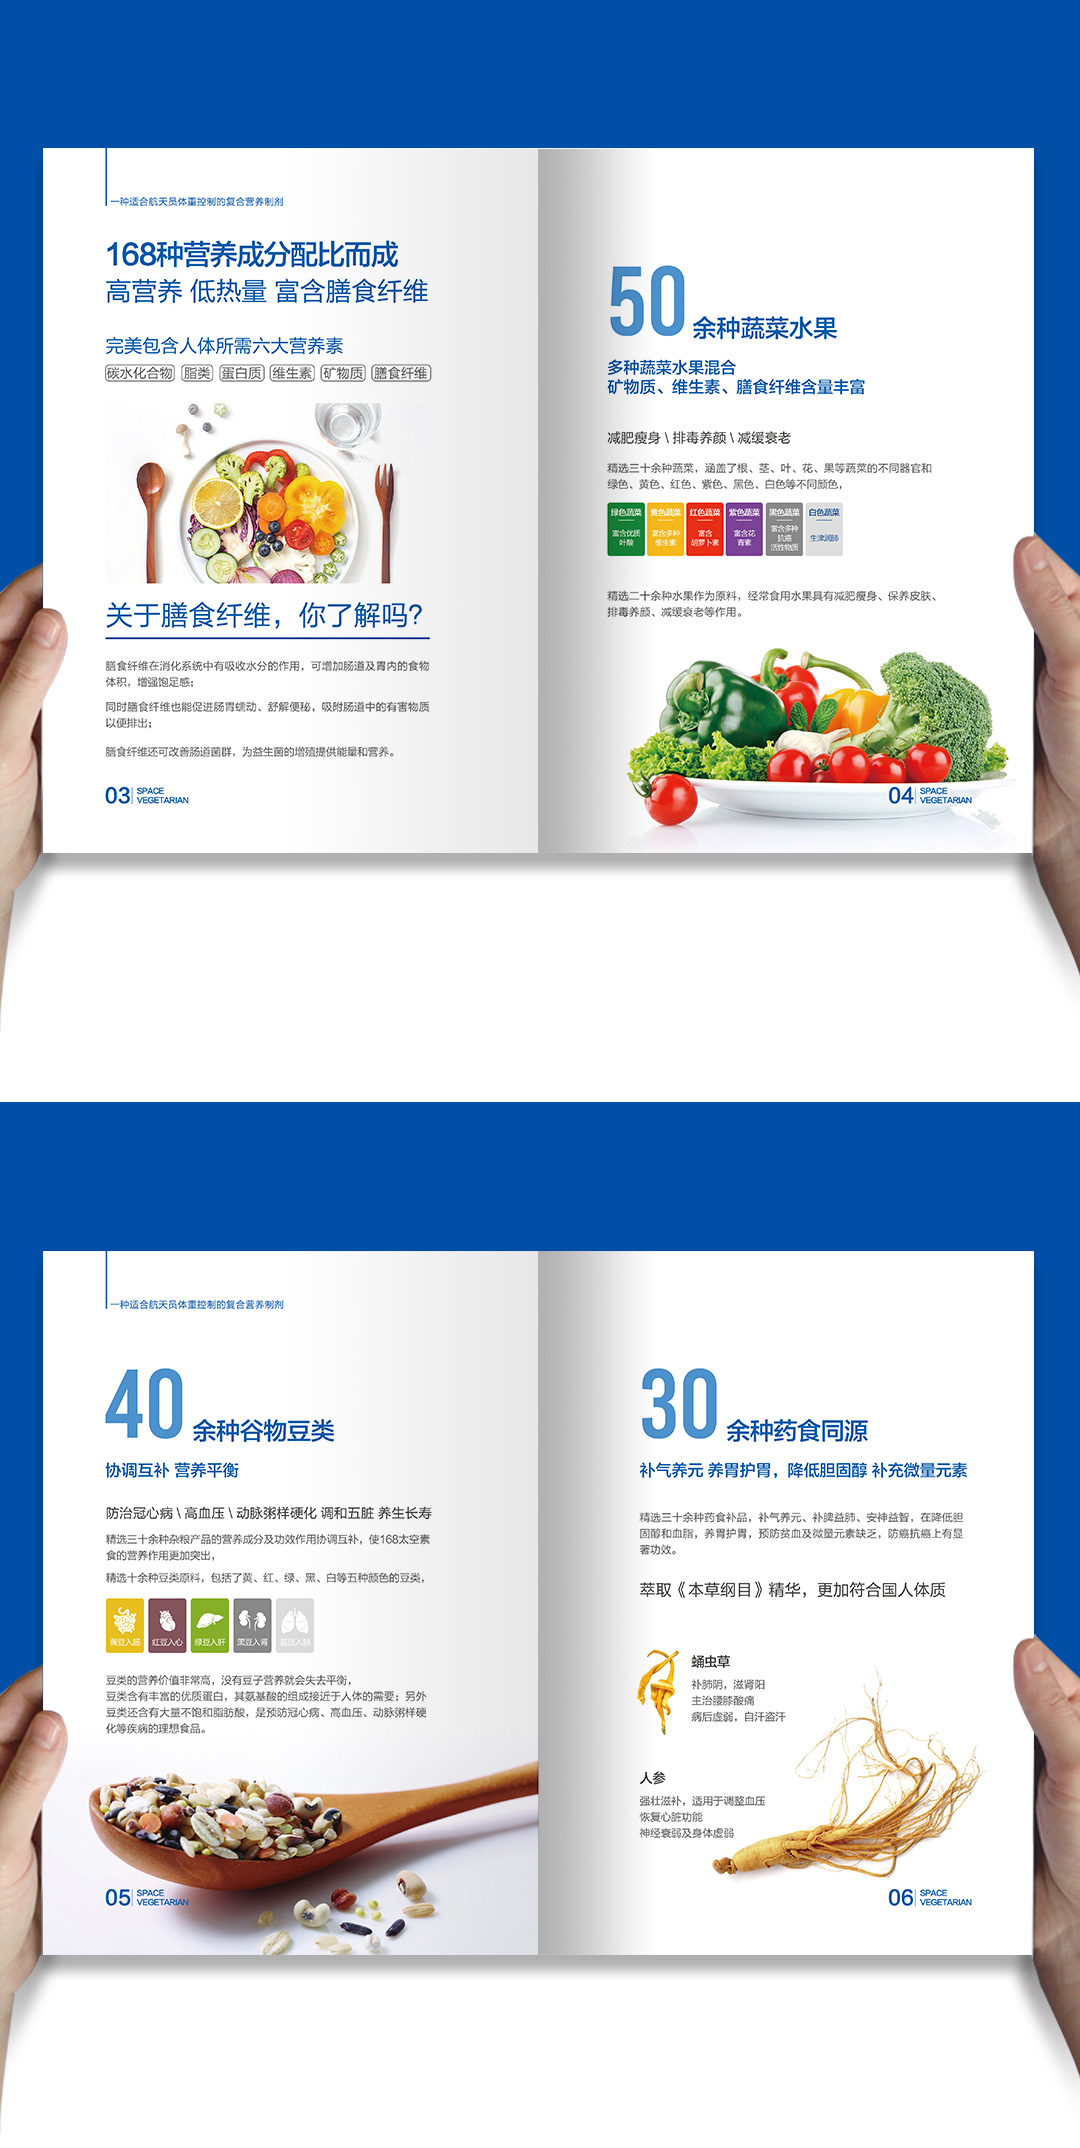 一种适合航天员体重控制的复合营养制剂
168种营养成分配比而成
高营养 低热量 富含膳食纤维
完美包含人体所需六大营养素
碳水化合物 脂类 蛋白质 维生素 矿物质 膳食纤维
关于膳食纤维，你了解吗？
膳食纤维在消化系统中有吸收水分的作用，可增加肠道及胃内的食物
体积，增强饱足感；
同时膳食纤维也能促进肠胃蠕动、舒解便秘，吸附肠道中的有害物质
以便排出；
膳食纤维还可改善肠道菌群，为益生菌的增殖提供能量和营养。
03 SPACE
VEGETARIAN
50余种蔬菜水果
多种蔬菜水果混合
矿物质、维生素、膳食纤维含量丰富
减肥瘦身 \ 排毒养颜 \ 减缓衰老
精选三十余种蔬菜，涵盖了根、茎、叶、花、果等蔬菜的不同器官和
绿色、黄色、红色、紫色、黑色、白色等不同颜色，
绿色蔬菜 黄色蔬菜 红色蔬菜 紫色蔬菜 黑色蔬菜 白色蔬菜
富含优质 富含多种 富含 富含花 富含多种 生津润肺
叶酸 维生素 胡萝卜素 青素 抗癌
活性物质
精选二十余种水果作为原料，经常食用水果具有减肥瘦身、保养皮肤、
排毒养颜、减缓衰老等作用。
04 SPACE
VEGETARIAN
一种适合航天员体重控制的复合营养制剂
40余种谷物豆类
协调互补 营养平衡
防治冠心病 \ 高血压 \ 动脉粥样硬化 调和五脏 养生长寿
精选三十余种杂粮产品的营养成分及功效作用协调互补，使168太空素
食的营养作用更加突出，
精选十余种豆类原料，包括了黄、红、绿、黑、白等五种颜色的豆类，
黄豆入肠 红豆入心 绿豆入肝 黑豆入肾 芸豆入肺
豆类的营养价值非常高，没有豆子营养就会失去平衡，
豆类含有丰富的优质蛋白，其氨基酸的组成接近于人体的需要；另外
豆类还含有大量不饱和脂肪酸，是预防冠心病、高血压、动脉粥样硬
化等疾病的理想食品。
05 SPACE
VEGETARIAN
30余种药食同源
补气养元 养胃护胃，降低胆固醇 补充微量元素
精选三十余种药食补品，补气养元、补脾益肺、安神益智，在降低胆
固醇和血脂，养胃护胃，预防贫血及微量元素缺乏，防癌抗癌上有显
著功效。
萃取《本草纲目》精华，更加符合国人体质
蛹虫草
补肺阴，滋肾阳
主治腰膝酸痛
病后虚弱，自汗盗汗
人参
强壮滋补，适用于调整血压
恢复心脏功能
神经衰弱及身体虚弱
06 SPACE
VEGETARIAN